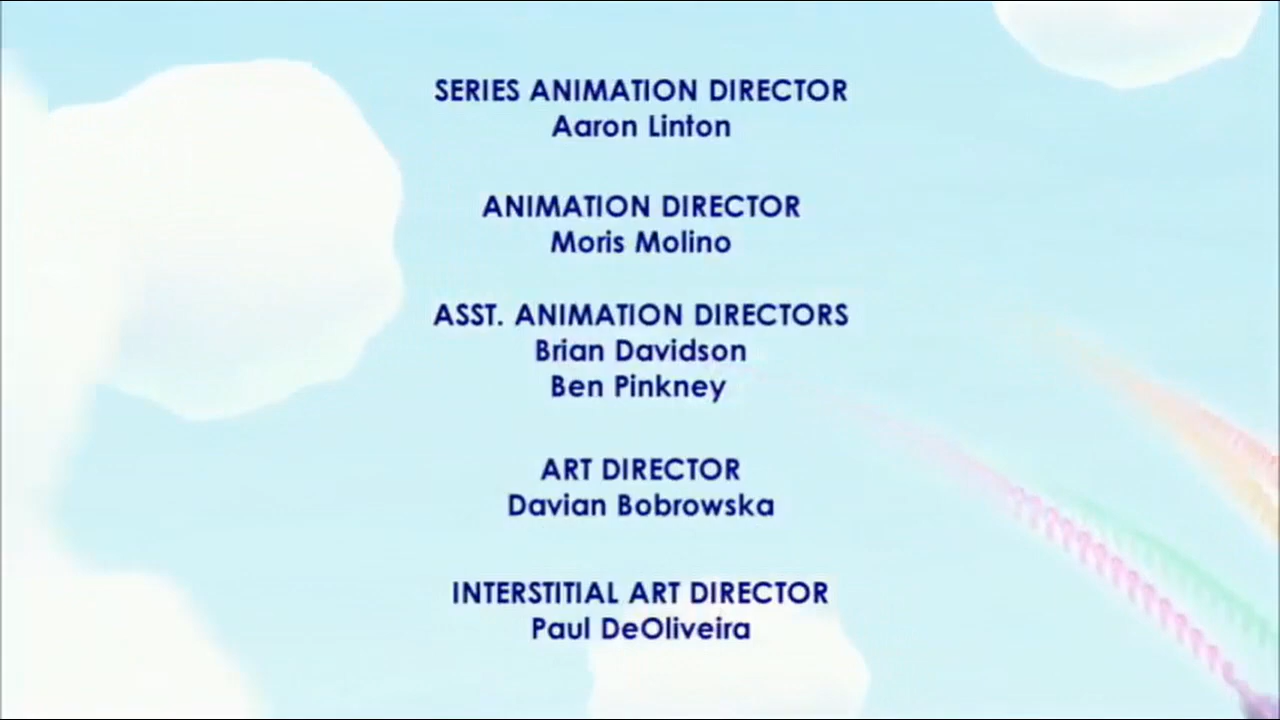 SERIES ANIMATION DIRECTOR
Aaron Linton
ANIMATION DIRECTOR
Moris Molino
ASST. ANIMATION DIRECTORS
Brian Davidson
Ben Pinkney
ART DIRECTOR
Davian Bobrowska
INTERSTITIAL ART DIRECTOR
Paul DeOliveira